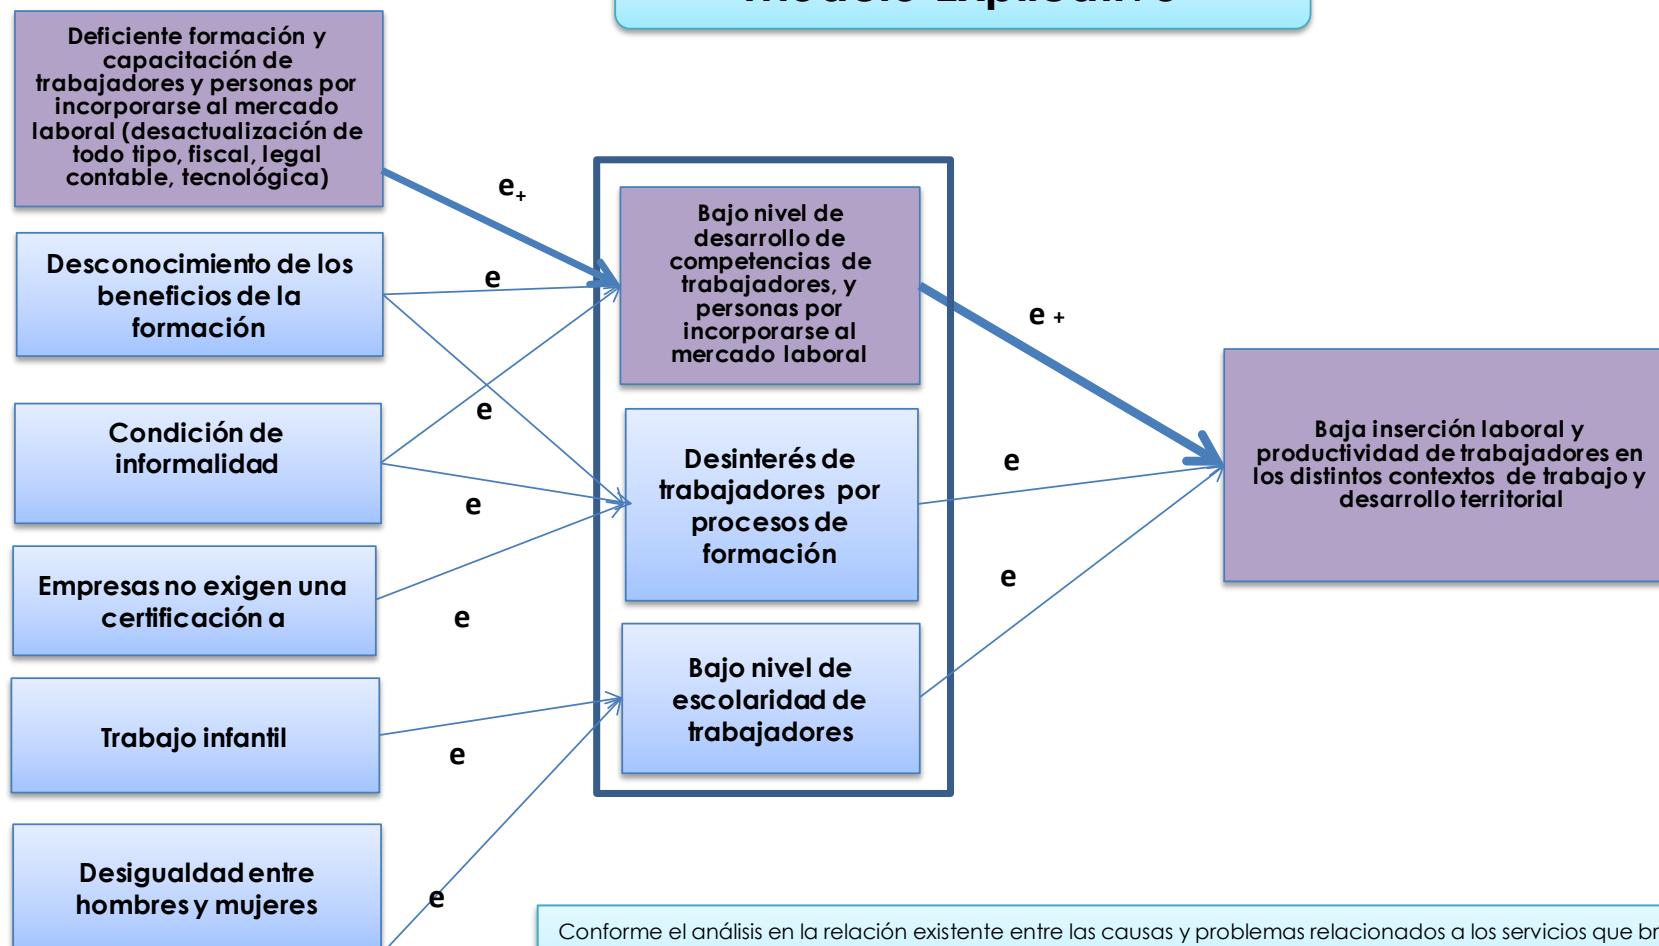 Modelo Explicativo
Deficiente formación y
capacitación de
trabajadores y personas por
incorporarse al mercado
laboral (desactualización de
todo tipo, fiscal, legal
contable, tecnológica)
Desconocimiento de los
beneficios de la
formación
Condición de
informalidad
Empresas no exigen una
certificación a
Trabajo infantil
Desigualdad entre
hombres y mujeres
e+
e
e
e
e
e
e
Bajo nivel de
desarrollo de
competencias de
trabajadores, y
personas por
incorporarse al
mercado laboral
Desinterés de
trabajadores por
procesos de
formación
Bajo nivel de
escolaridad de
trabajadores
e +
e
e
Baja inserción laboral y
productividad de trabajadores en
los distintos contextos de trabajo y
desarrollo territorial
Conforme el análisis en la relación existente entre las causas y problemas relacionados a los servicios que